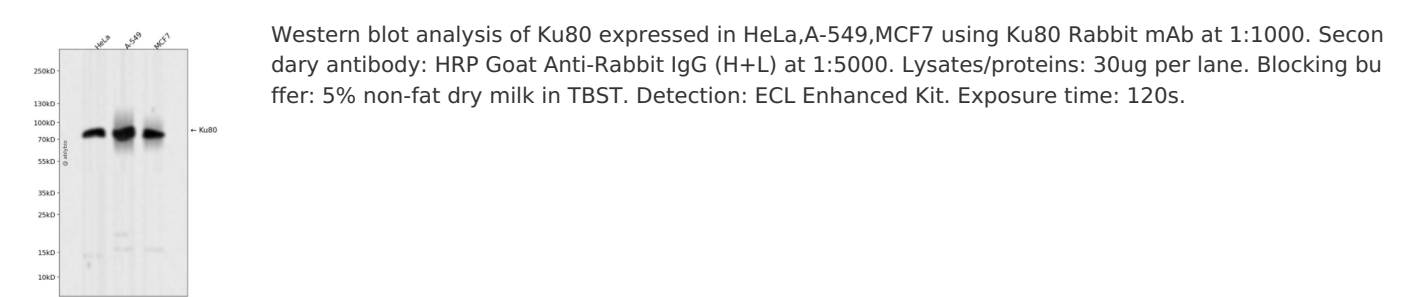 HeLa
A-549
MCF7
250kD
130kD
100kD
70kD
55kD
35kD
25kD
15kD
10kD
← Ku80
Western blot analysis of Ku80 expressed in HeLa,A-549,MCF7 using Ku80 Rabbit mAb at 1:1000. Secon
dary antibody: HRP Goat Anti-Rabbit IgG (H+L) at 1:5000. Lysates/proteins: 30ug per lane. Blocking bu
ffer: 5% non-fat dry milk in TBST. Detection: ECL Enhanced Kit. Exposure time: 120s.